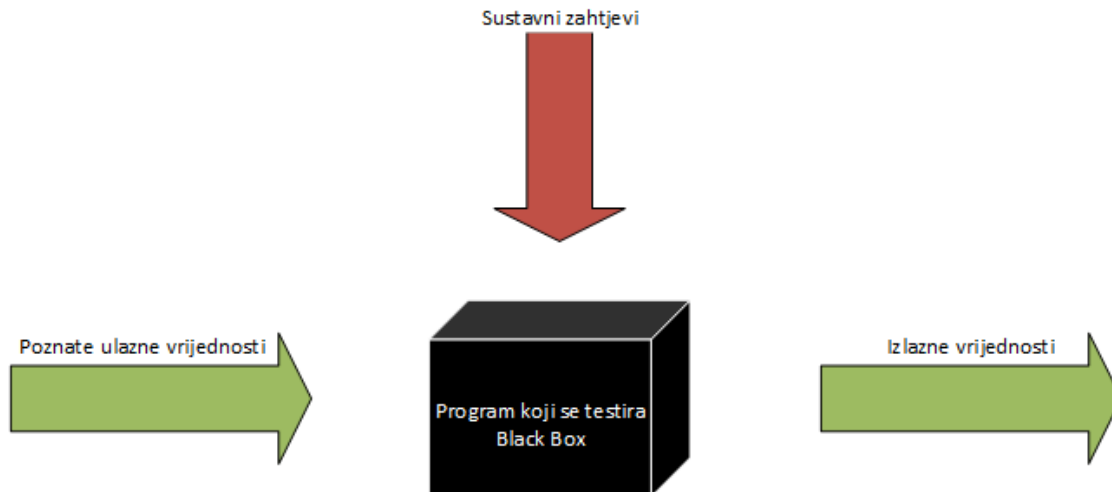 Sustavni zahtjevi
Poznate ulazne vrijednosti
Program koji se testira
Black Box
Izlazne vrijednosti